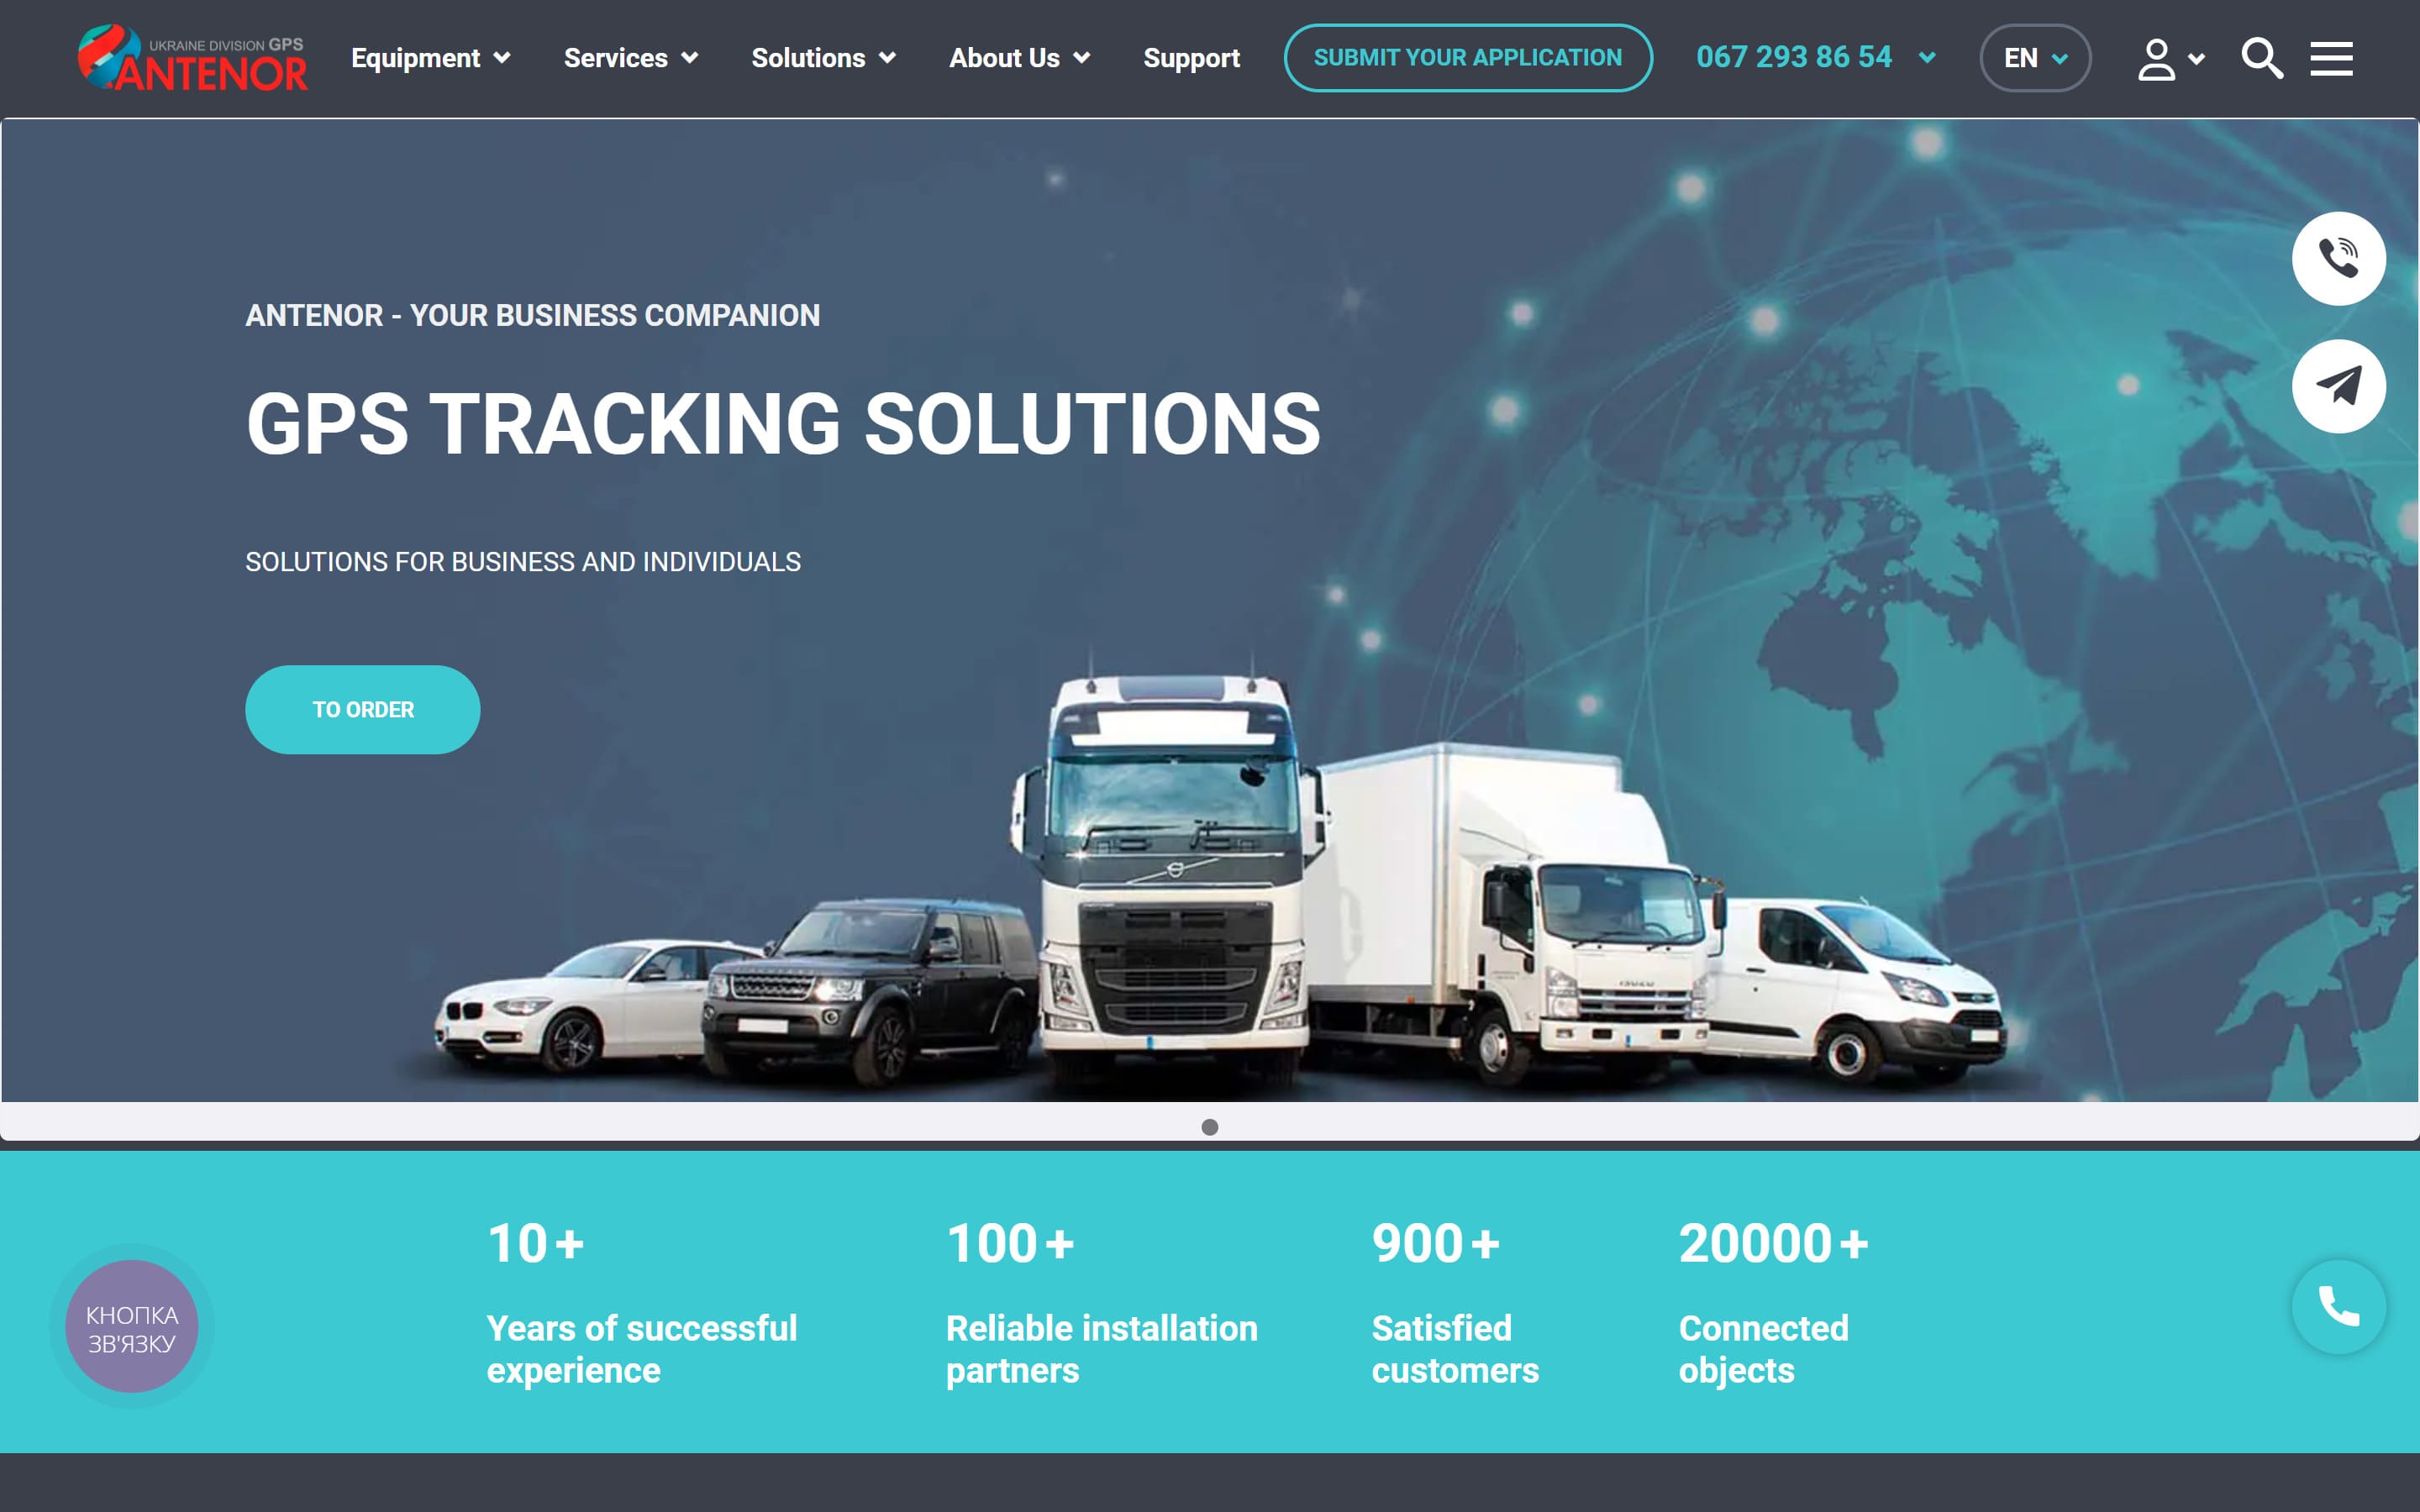 UKRAINE DIVISION GPS
ANTENOR
Equipment
Services
Solutions
About Us
Support
SUBMIT YOUR APPLICATION
067 293 86 54
EN
ANTENOR - YOUR BUSINESS COMPANION
GPS TRACKING SOLUTIONS
SOLUTIONS FOR BUSINESS AND INDIVIDUALS
TO ORDER
10 +
Years of successful
experience
100 +
Reliable installation
partners
900 +
Satisfied
customers
20000 +
Connected
objects
КНОПКА
ЗВ'ЯЗКУ